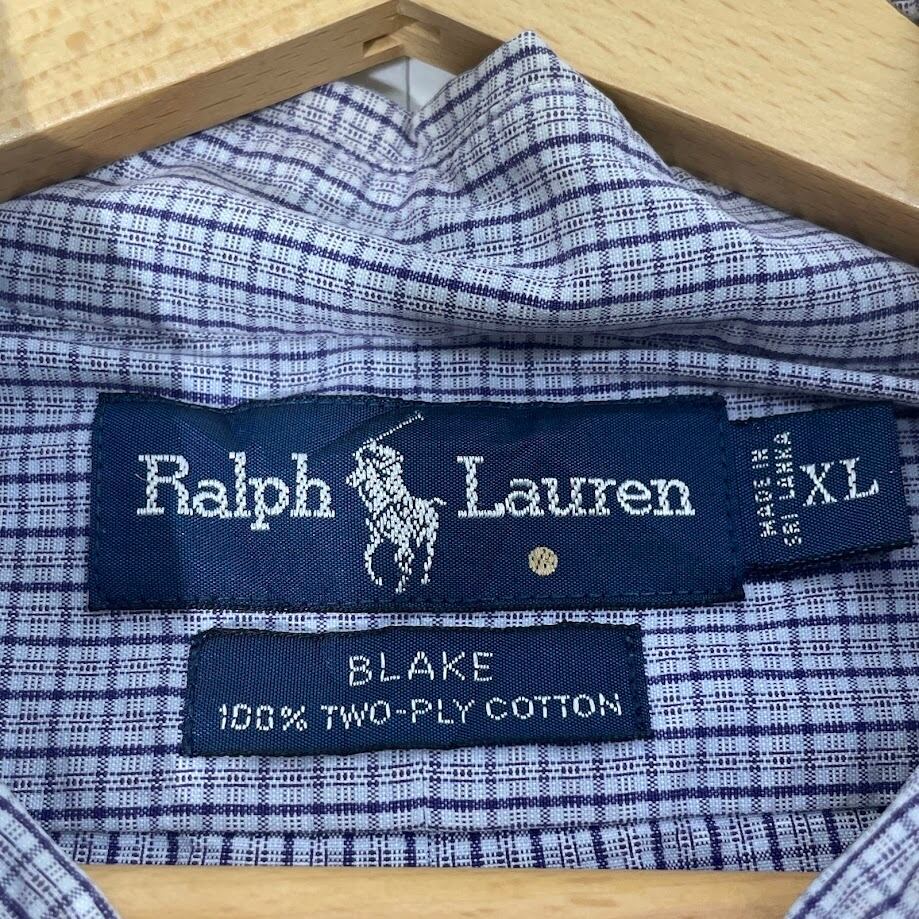 Ralph Lauren
MADE IN
SRI LANKA
XL
BLAKE
100% TWO-PLY COTTON